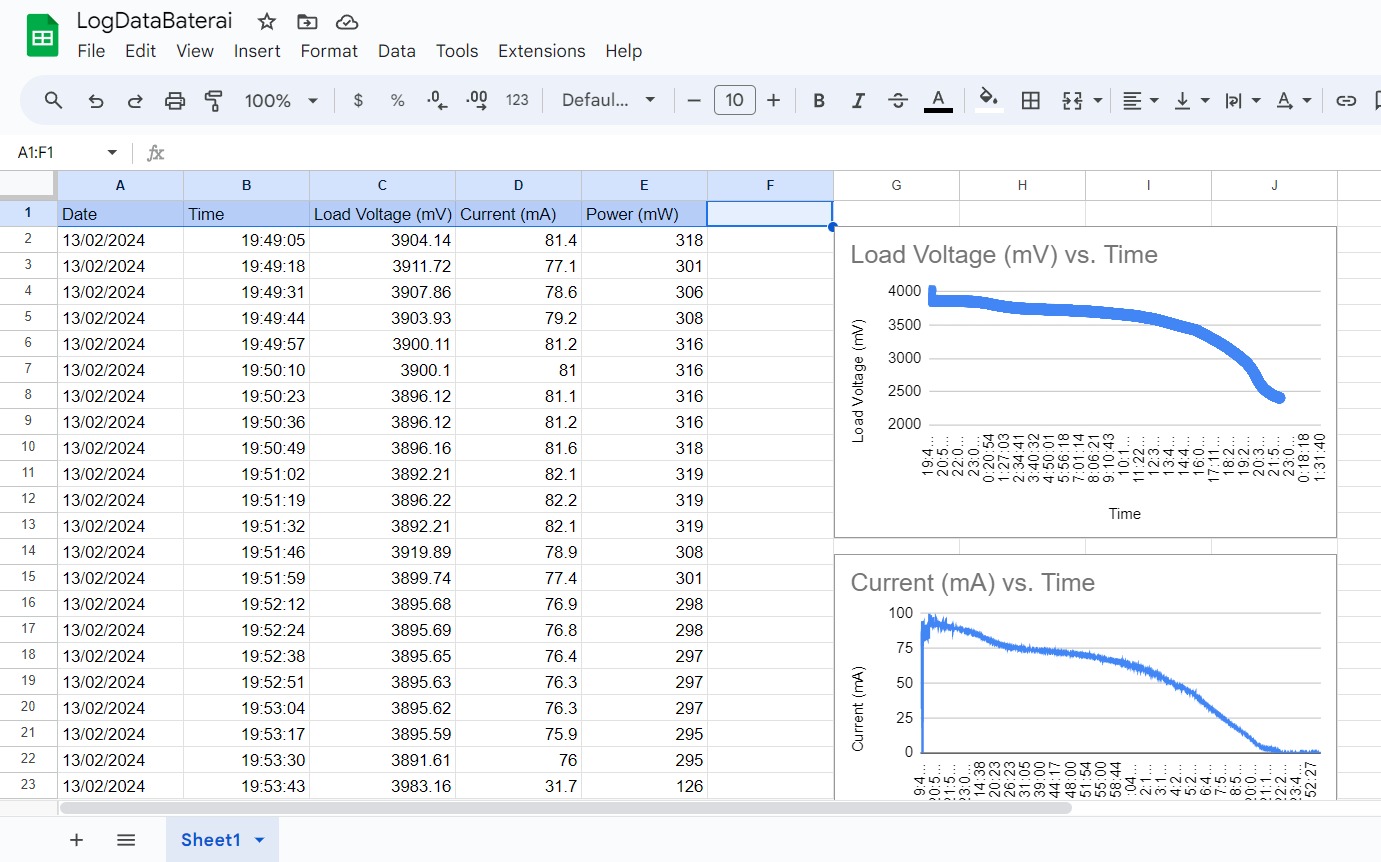 LogDataBaterai
File Edit View Insert Format Data Tools Extensions Help
100% $ % .0 .00 123 Defaul... 10 B I A A
A1:F1 fx
A B C D E F G H I J
1 Date Time Load Voltage (mV) Current (mA) Power (mW)
2 13/02/2024 19:49:05 3904.14 81.4 318
3 13/02/2024 19:49:18 3911.72 77.1 301
4 13/02/2024 19:49:31 3907.86 78.6 306
5 13/02/2024 19:49:44 3903.93 79.2 308
6 13/02/2024 19:49:57 3900.11 81.2 316
7 13/02/2024 19:50:10 3900.1 81 316
8 13/02/2024 19:50:23 3896.12 81.1 316
9 13/02/2024 19:50:36 3896.12 81.2 316
10 13/02/2024 19:50:49 3896.16 81.6 318
11 13/02/2024 19:51:02 3892.21 82.1 319
12 13/02/2024 19:51:19 3896.22 82.2 319
13 13/02/2024 19:51:32 3892.21 82.1 319
14 13/02/2024 19:51:46 3919.89 78.9 308
15 13/02/2024 19:51:59 3899.74 77.4 301
16 13/02/2024 19:52:12 3895.68 76.9 298
17 13/02/2024 19:52:24 3895.69 76.8 298
18 13/02/2024 19:52:38 3895.65 76.4 297
19 13/02/2024 19:52:51 3895.63 76.3 297
20 13/02/2024 19:53:04 3895.62 76.3 297
21 13/02/2024 19:53:17 3895.59 75.9 295
22 13/02/2024 19:53:30 3891.61 76 295
23 13/02/2024 19:53:43 3983.16 31.7 126
Load Voltage (mV) vs. Time
Load Voltage (mV)
4000
3500
3000
2500
2000
19:4... 20:5... 22:0... 23:0... 0:20:54 1:27:03 2:34:41 3:40:32 4:50:01 5:56:18 7:01:14 8:06:21 9:10:43 10:1... 11:22... 12:3... 13:4... 14:4... 16:0... 17:11... 18:2... 19:2... 20:3... 21:5... 23:0... 0:18:18 1:31:40
Time
Current (mA) vs. Time
Current (mA)
100
75
50
25
0
9:4... 20:5... 21:5... 23:0... 14:38 20:23 26:23 31:05 39:00 44:17 48:00 51:54 55:00 58:44 :04... 2:1... 3:1... 4:2... 5:2... 6:4... 7:5... 8:5... 20:0... 21:1... 22:2... 23:4... 52:27
Sheet1